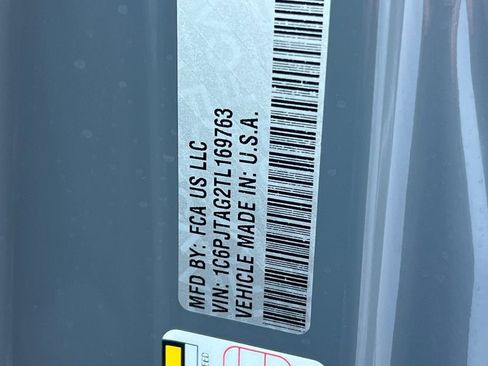 MFD BY: FCA US LLC
VIN: 1C6PJTAG2TL169763
VEHICLE MADE IN: U.S.A.